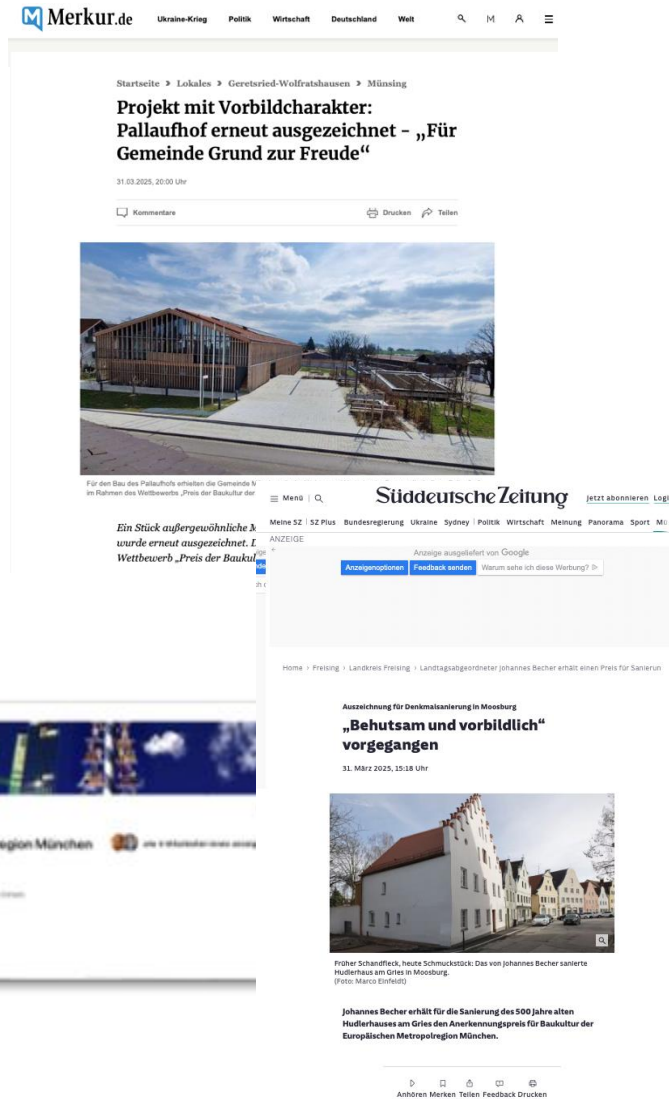 Merkur.de
Ukraine-Krieg Politik Wirtschaft Deutschland Welt
M
Startseite > Lokales > Geretsried-Wolfratshausen > Münsing
Projekt mit Vorbildcharakter:
Pallaufhof erneut ausgezeichnet - „Für
Gemeinde Grund zur Freude“
31.03.2025, 20:00 Uhr
Kommentare
Drucken Teilen
Für den Bau des Pallaufhofs erhielten die Gemeinde M
im Rahmen des Wettbewerbs „Preis der Baukultur der
Ein Stück außergewöhnliche M
wurde erneut ausgezeichnet. D
Wettbewerb „Preis der Baukul
Menü
Süddeutsche Zeitung
Jetzt abonnieren Logi
Meine SZ | SZ Plus Bundesregierung Ukraine Sydney | Politik Wirtschaft Meinung Panorama Sport Mü
ANZEIGE
Anzeige ausgeliefert von Google
Anzeigenoptionen Feedback senden Warum sehe ich diese Werbung?
Home > Freising > Landkreis Freising > Landtagsabgeordneter Johannes Becher erhält einen Preis für Sanierun
Auszeichnung für Denkmalsanierung in Moosburg
„Behutsam und vorbildlich“
vorgegangen
31. März 2025, 15:18 Uhr
egion München
Früher Schandfleck, heute Schmuckstück: Das von Johannes Becher sanierte
Hudlerhaus am Gries in Moosburg.
(Foto: Marco Einfeldt)
Johannes Becher erhält für die Sanierung des 500 Jahre alten
Hudlerhauses am Gries den Anerkennungspreis für Baukultur der
Europäischen Metropolregion München.
Anhören Merken Teilen Feedback Drucken